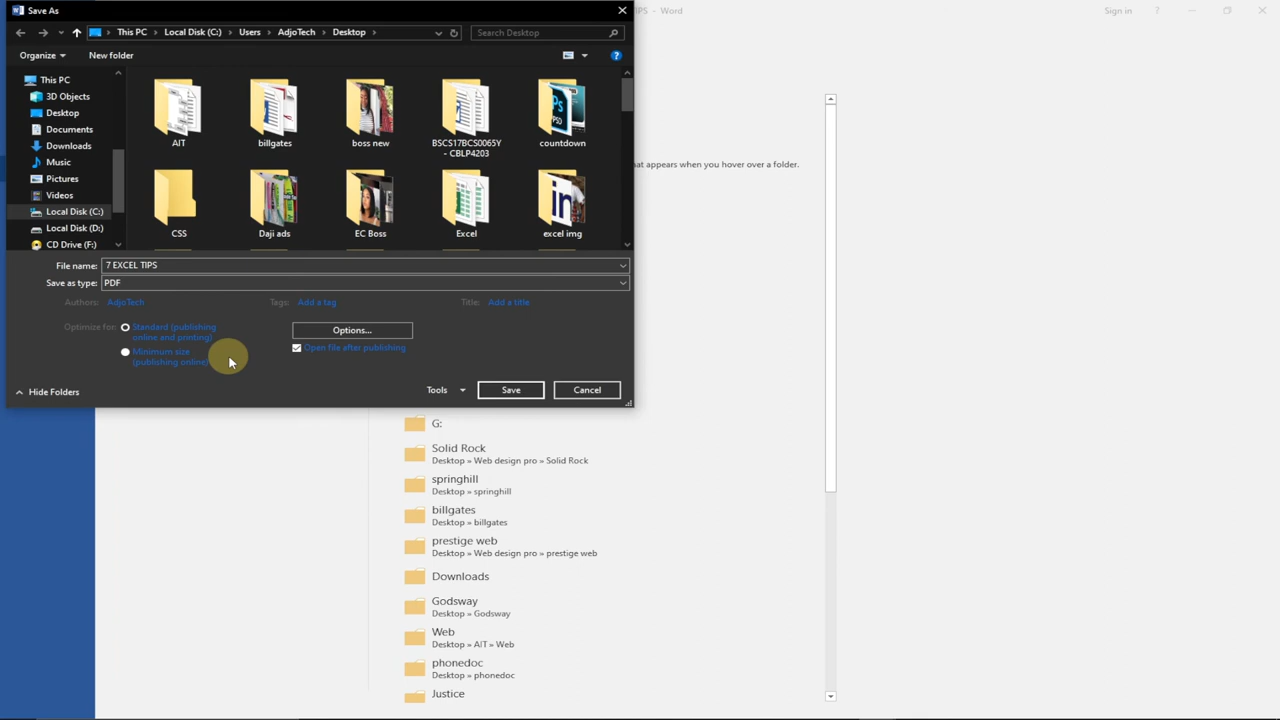 Save As
IPS - Word
Sign in
?
This PC > Local Disk (C:) > Users > AdjoTech > Desktop >
Search Desktop
Organize
New folder
?
This PC
3D Objects
Desktop
Documents
Downloads
Music
Pictures
Videos
Local Disk (C:)
Local Disk (D:)
CD Drive (F:)
AIT
billgates
boss new
BSCS17BCS0065Y
- CBLP4203
countdown
CSS
Daji ads
EC Boss
Excel
excel img
hat appears when you hover over a folder.
File name: 7 EXCEL TIPS
Save as type: PDF
Authors: AdjoTech
Tags: Add a tag
Title: Add a title
Optimize for:
Standard (publishing
online and printing)
Minimum size
(publishing online)
Options...
Open file after publishing
Hide Folders
Tools
Save
Cancel
G:
Solid Rock
Desktop » Web design pro » Solid Rock
springhill
Desktop » springhill
billgates
Desktop » billgates
prestige web
Desktop » Web design pro » prestige web
Downloads
Godsway
Desktop » Godsway
Web
Desktop » AIT » Web
phonedoc
Desktop » phonedoc
Justice